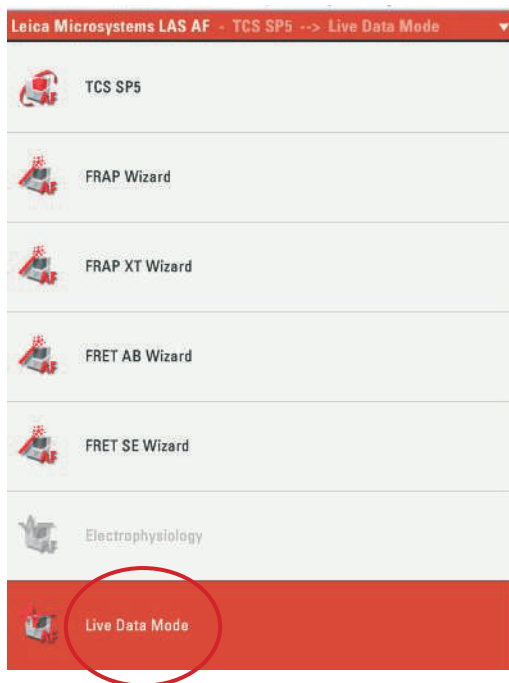 Leica Microsystems LAS AF - TCS SP5 --> Live Data Mode
TCS SP5
FRAP Wizard
FRAP XT Wizard
FRET AB Wizard
FRET SE Wizard
Electrophysiology
Live Data Mode